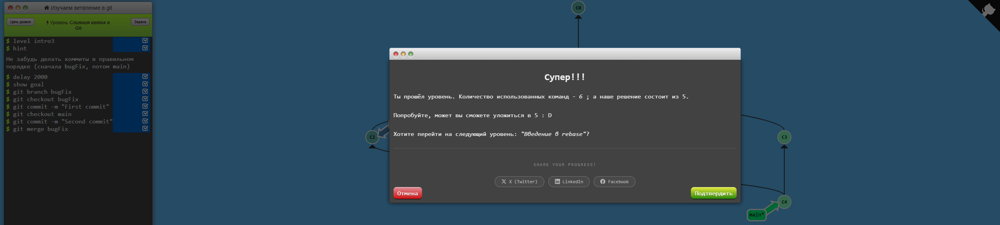 Изучаем ветвление в git
Цель уровня
Уровень Слияния веток в
Git
Задача
$ level intro3
$ hint
Не забудь делать коммиты в правильном
порядке (сначала bugFix, потом main)
$ delay 2000
$ show goal
$ git branch bugFix
$ git checkout bugFix
$ git commit -m "First commit"
$ git checkout main
$ git commit -m "Second commit"
$ git merge bugFix
C0
Супер!!!
Ты прошёл уровень. Количество использованных команд - 6 ; а наше решение состоит из 5.
Попробуйте, может вы сможете уложиться в 5 : D
Хотите перейти на следующий уровень: "Введение в rebase"?
SHARE YOUR PROGRESS!
X (Twitter)
LinkedIn
Facebook
Отмена
Подтвердить
C2
C3
C4
main*